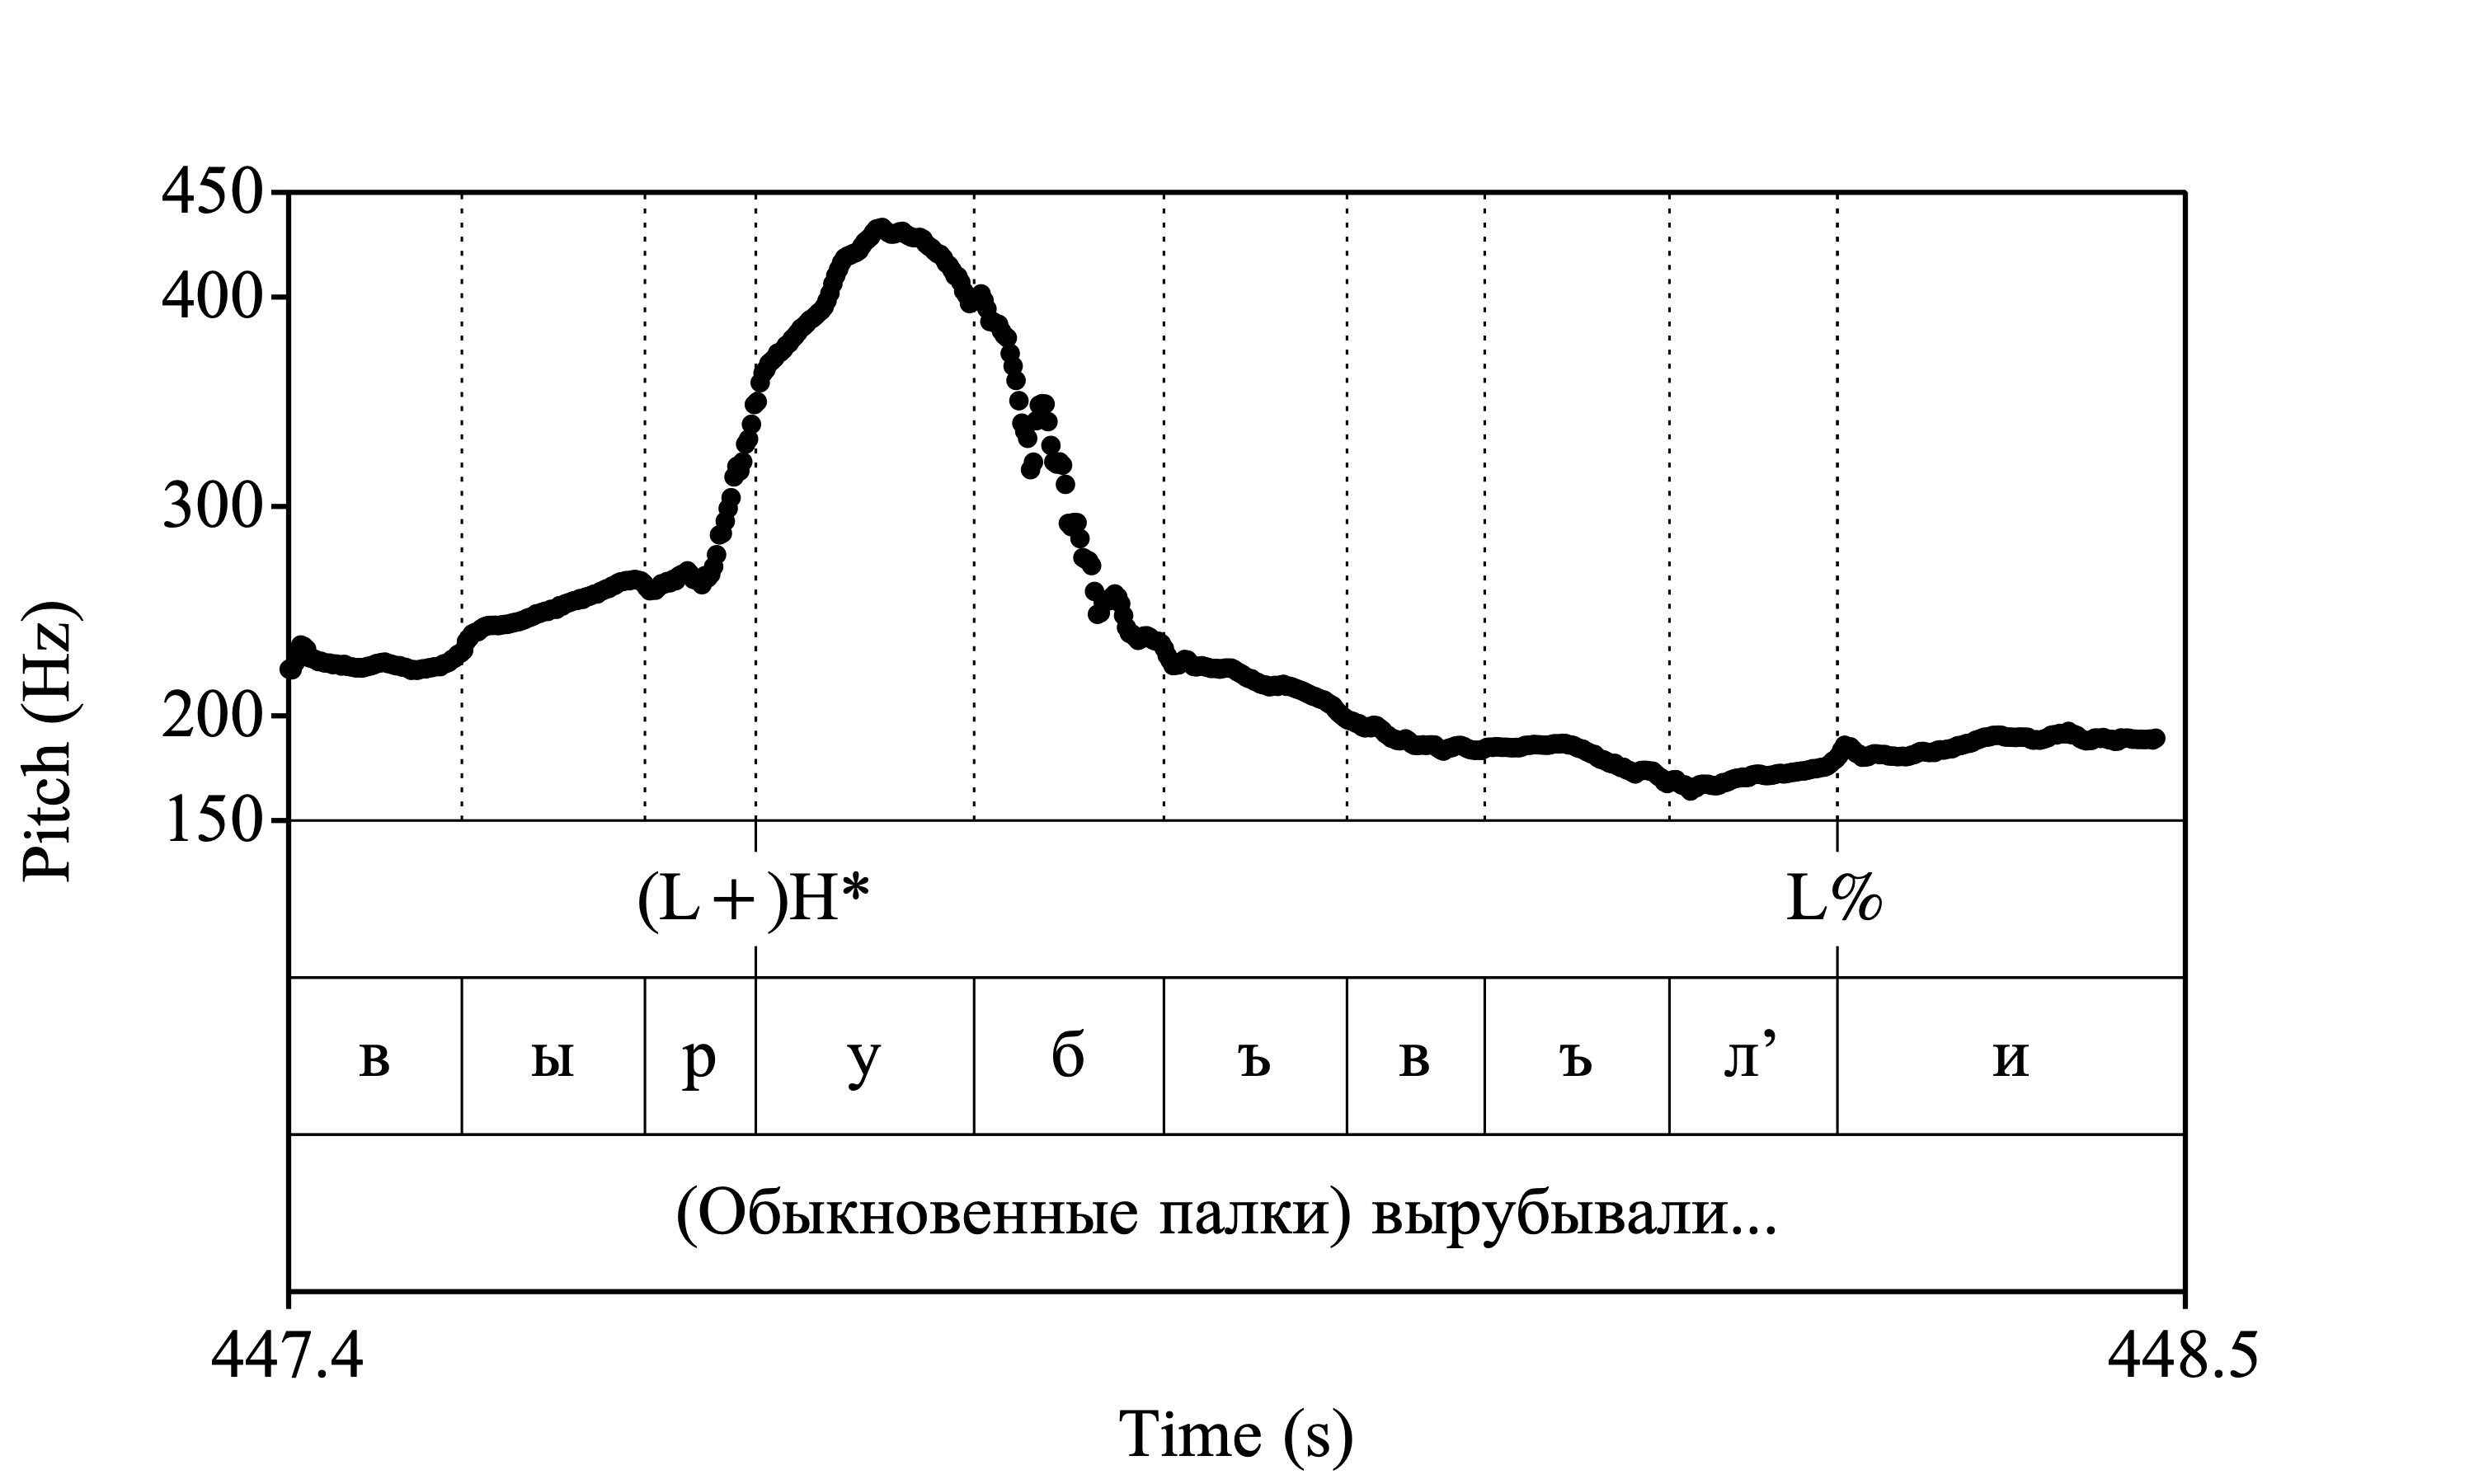 450
400
300
200
150
Pitch (Hz)
(L+)H* L%
в ы р у б ъ в ъ л’ и
(Обыкновенные палки) вырубывали...
447.4 448.5
Time (s)